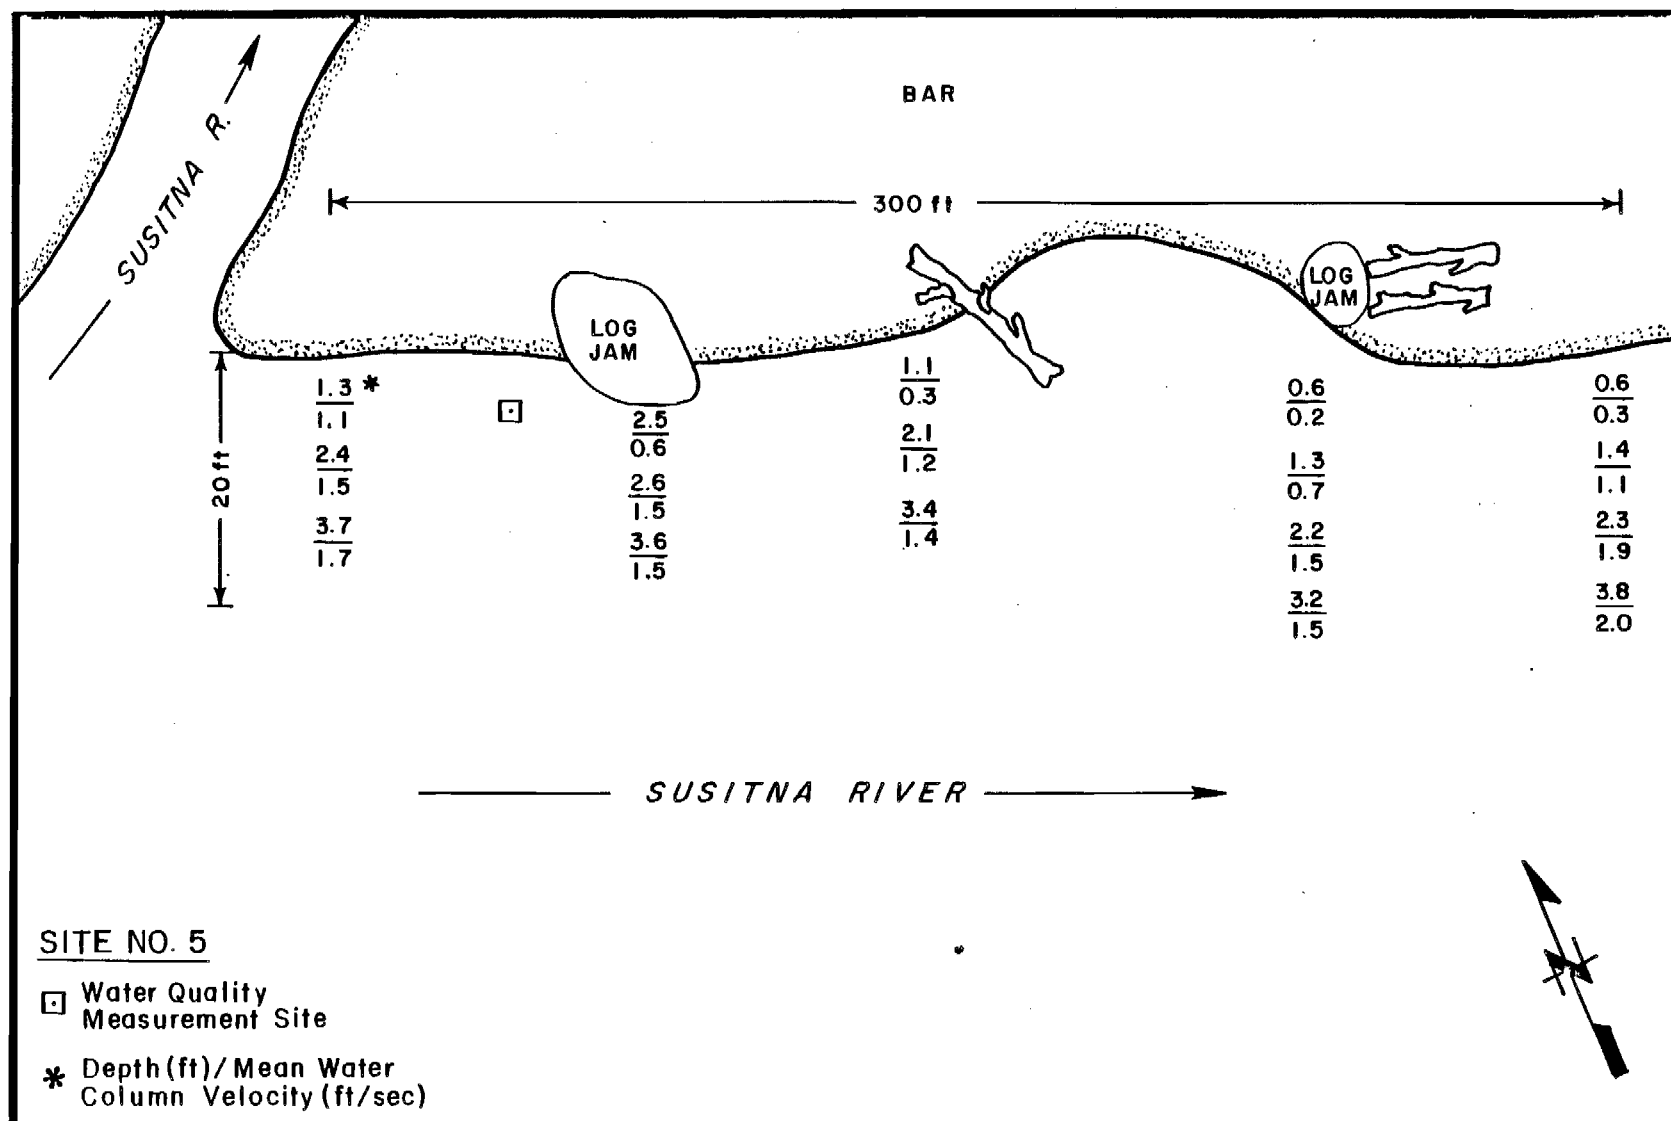 BAR
SUSITNA R.
300 ft
LOG
JAM
LOG
JAM
20 ft
1.3 *
1.1
2.4
1.5
3.7
1.7
2.5
0.6
2.6
1.5
3.6
1.5
1.1
0.3
2.1
1.2
3.4
1.4
0.6
0.2
1.3
0.7
2.2
1.5
3.2
1.5
0.6
0.3
1.4
1.1
2.3
1.9
3.8
2.0
SUSITNA RIVER
N
SITE NO. 5
Water Quality
Measurement Site
* Depth (ft) / Mean Water
Column Velocity (ft/sec)